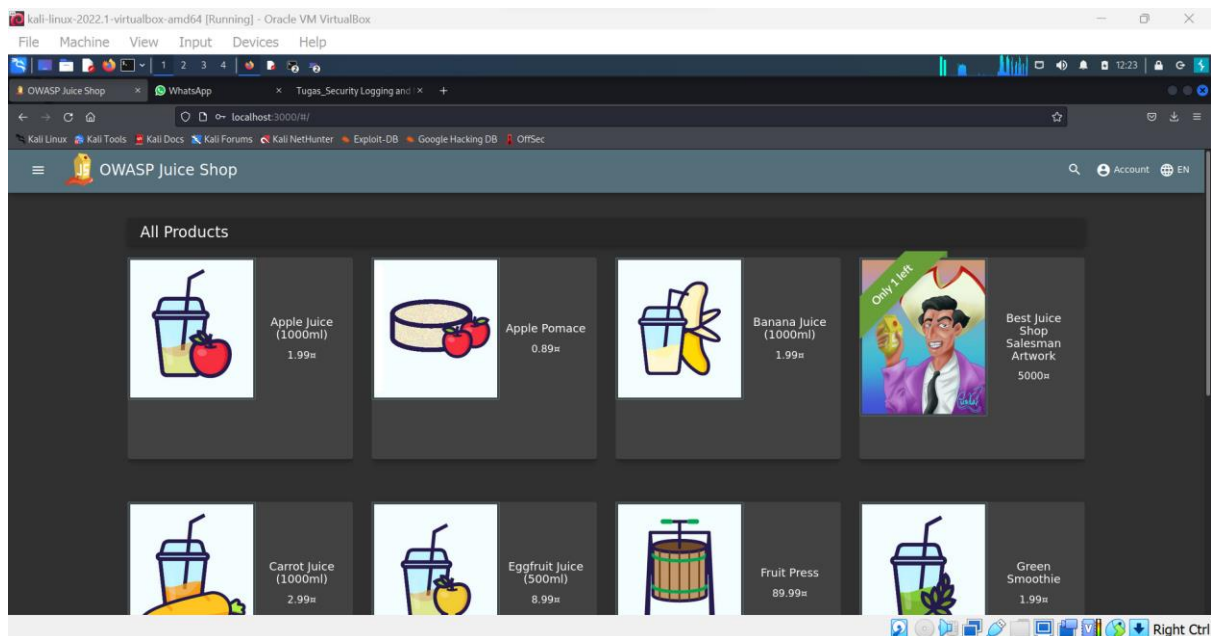 kali-linux-2022.1-virtualbox-amd64 [Running] - Oracle VM VirtualBox
File Machine View Input Devices Help
1 2 3 4
12:23
OWASP Juice Shop
WhatsApp
Tugas_Security Logging and
localhost:3000/#/
Kali Linux Kali Tools Kali Docs Kali Forums Kali NetHunter Exploit-DB Google Hacking DB OffSec
JS
OWASP Juice Shop
Account EN
All Products
Apple Juice
(1000ml)
1.99¤
Apple Pomace
0.89¤
Banana Juice
(1000ml)
1.99¤
Only 1 left
Best Juice
Shop
Salesman
Artwork
5000¤
Carrot Juice
(1000ml)
2.99¤
Eggfruit Juice
(500ml)
8.99¤
Fruit Press
89.99¤
Green
Smoothie
1.99¤
Right Ctrl